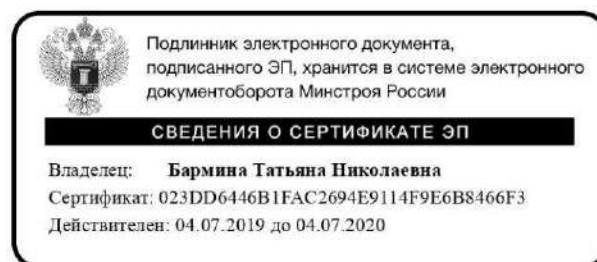 Подлинник электронного документа,
подписанного ЭП, хранится в системе электронного
документоборота Минстроя России
СВЕДЕНИЯ О СЕРТИФИКАТЕ ЭП
Владелец: Бармина Татьяна Николаевна
Сертификат: 023DD6446B1FAC2694E9114F9E6B8466F3
Действителен: 04.07.2019 до 04.07.2020